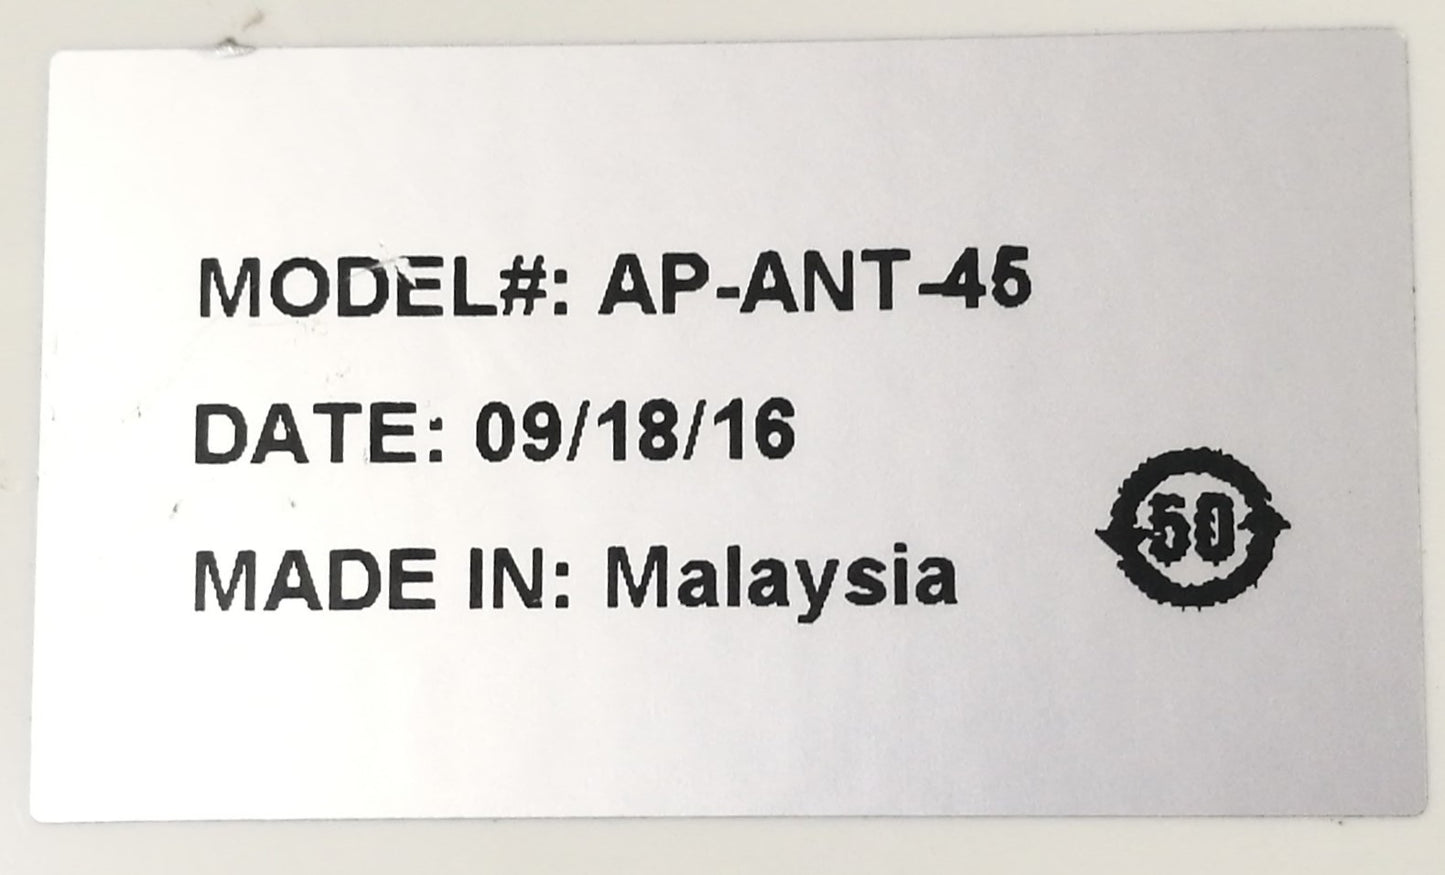 MODEL#: AP-ANT-45
DATE: 09/18/16
MADE IN: Malaysia
50